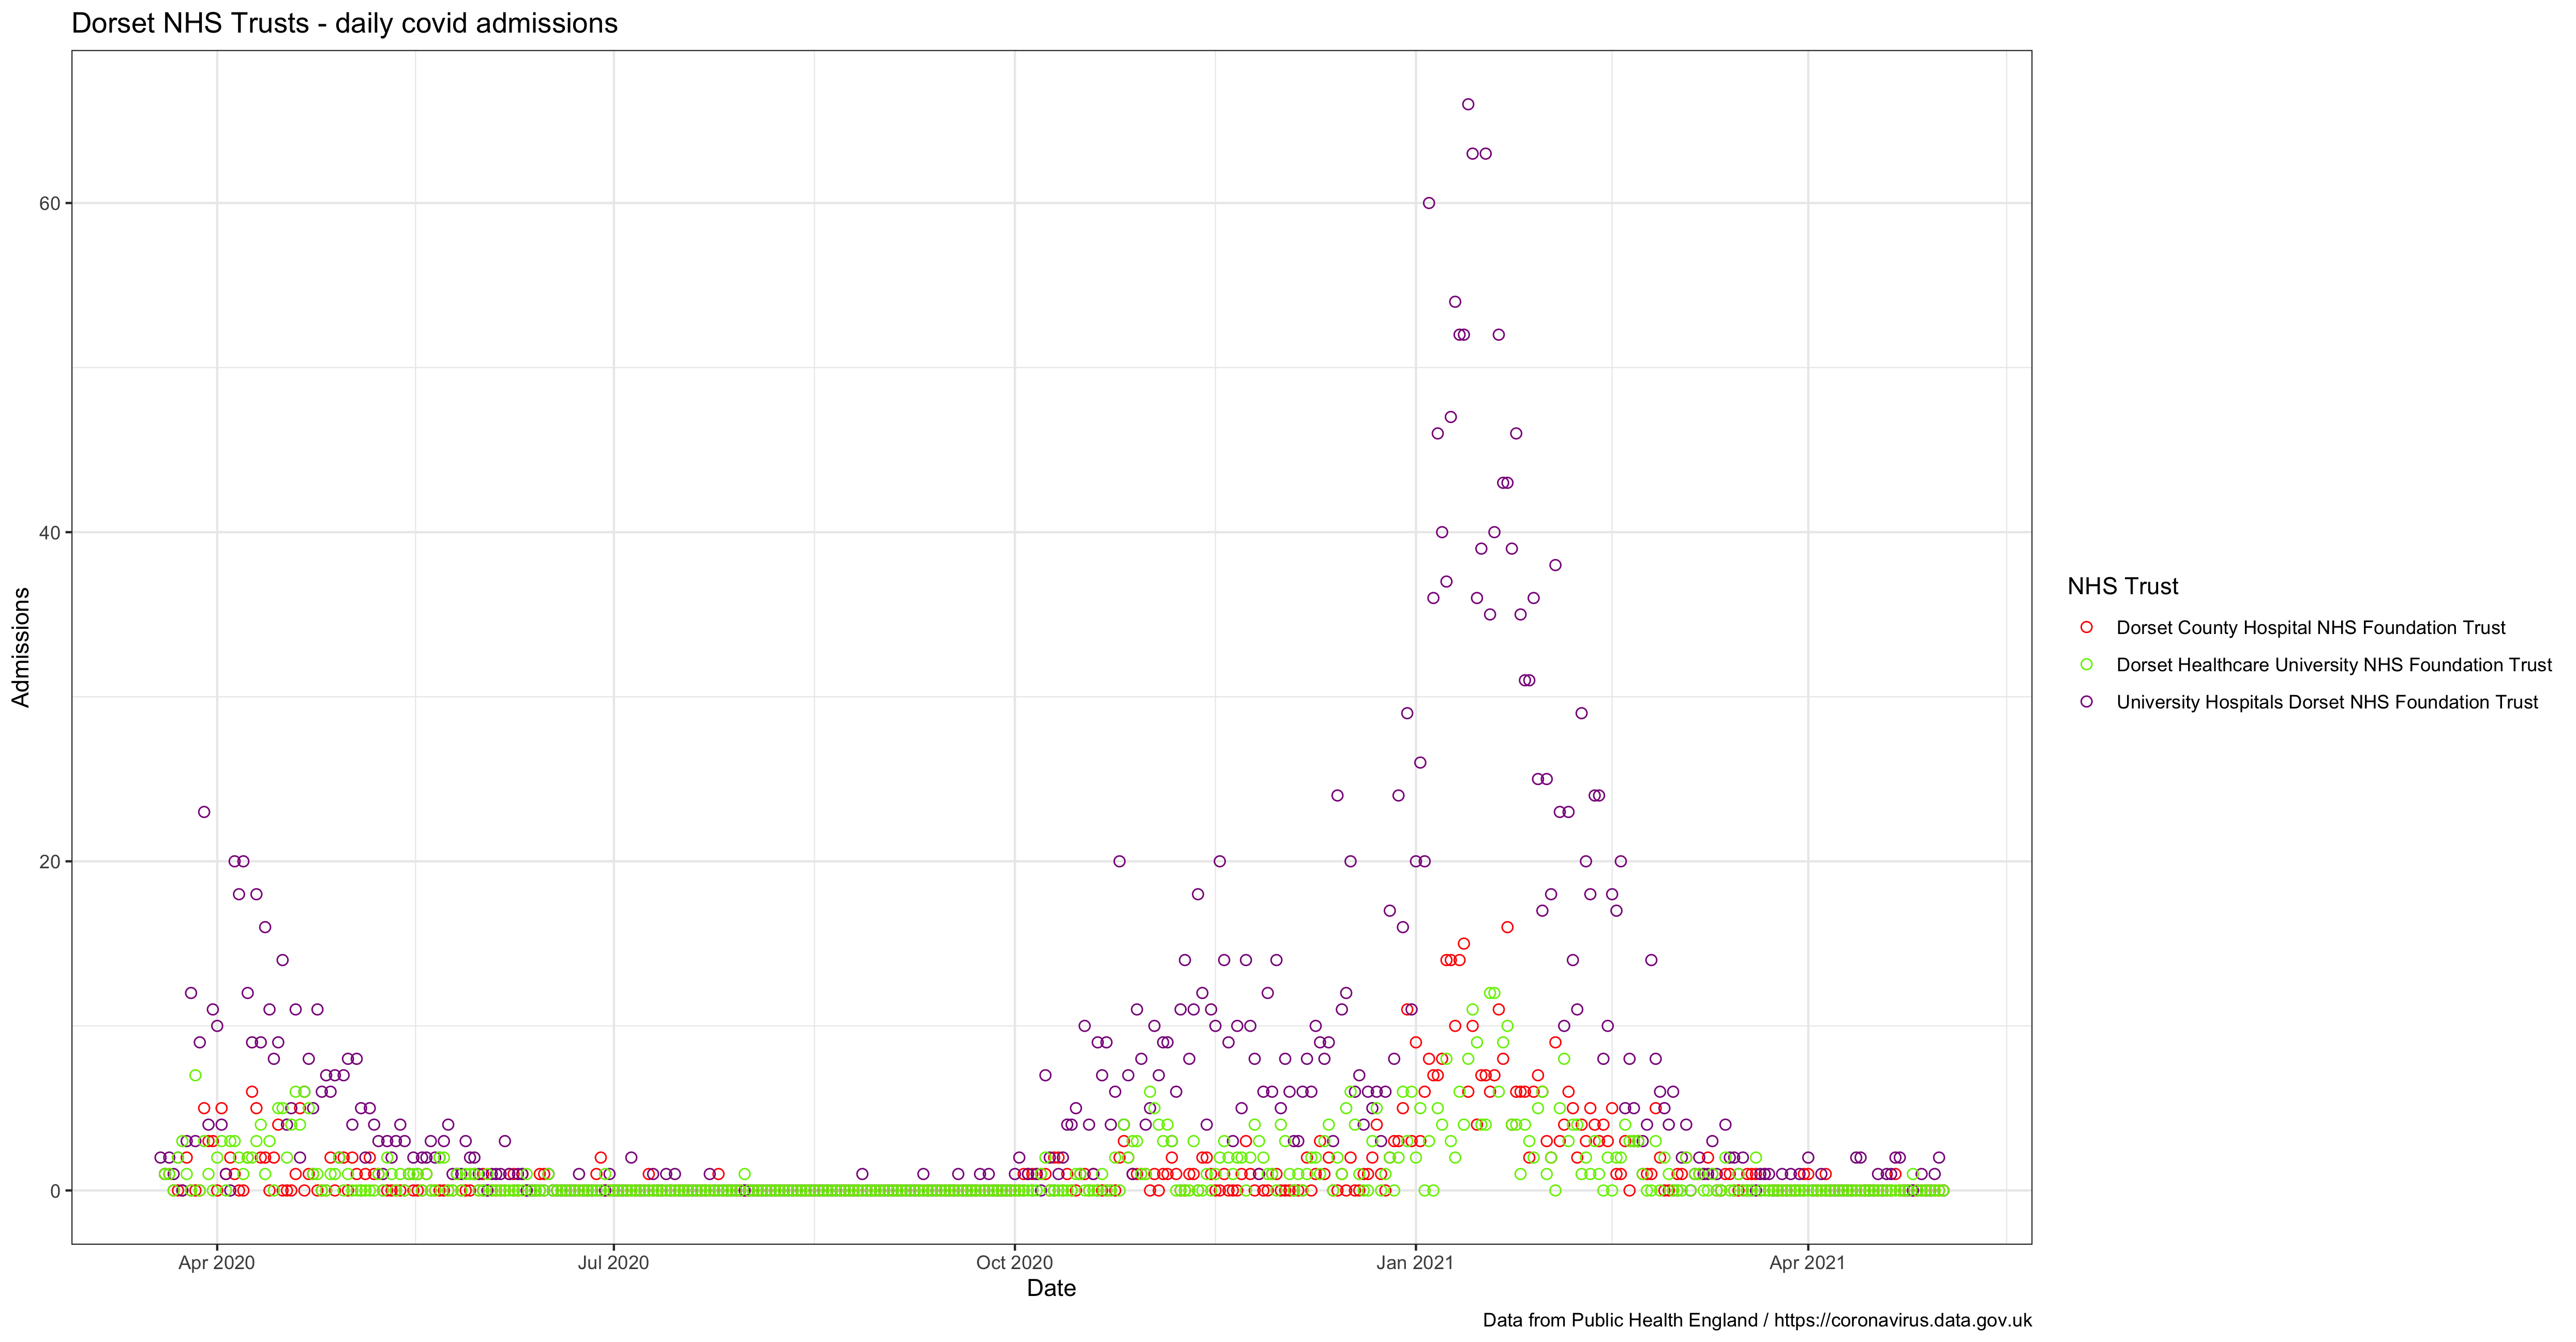 Dorset NHS Trusts - daily covid admissions
60
40
20
0
Admissions
Apr 2020
Jul 2020
Oct 2020
Jan 2021
Apr 2021
Date
NHS Trust
Dorset County Hospital NHS Foundation Trust
Dorset Healthcare University NHS Foundation Trust
University Hospitals Dorset NHS Foundation Trust
Data from Public Health England / https://coronavirus.data.gov.uk